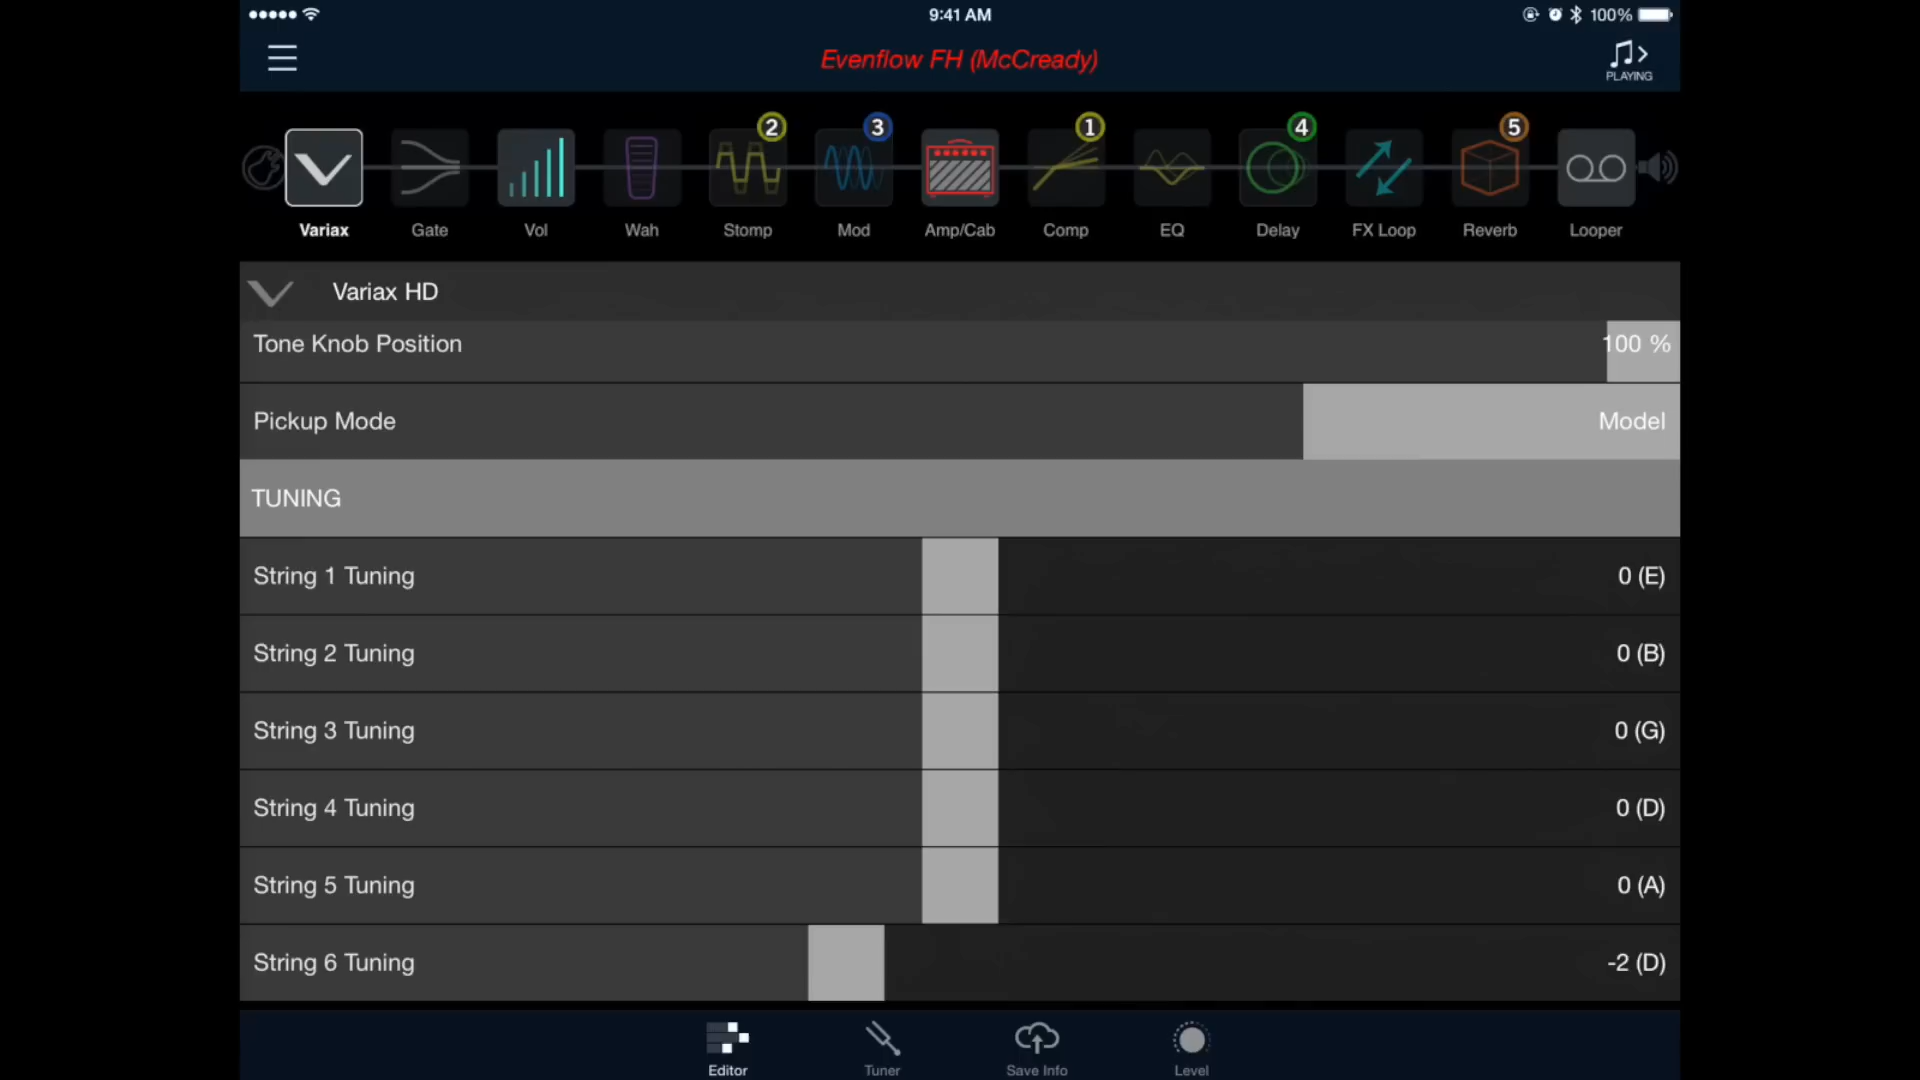 9:41 AM
100%
Evenflow FH (McCready)
PLAYING
2
3
1
4
5
Variax
Gate
Vol
Wah
Stomp
Mod
Amp/Cab
Comp
EQ
Delay
FX Loop
Reverb
Looper
Variax HD
Tone Knob Position
100 %
Pickup Mode
Model
TUNING
String 1 Tuning
0 (E)
String 2 Tuning
0 (B)
String 3 Tuning
0 (G)
String 4 Tuning
0 (D)
String 5 Tuning
0 (A)
String 6 Tuning
-2 (D)
Editor
Tuner
Save Info
Level